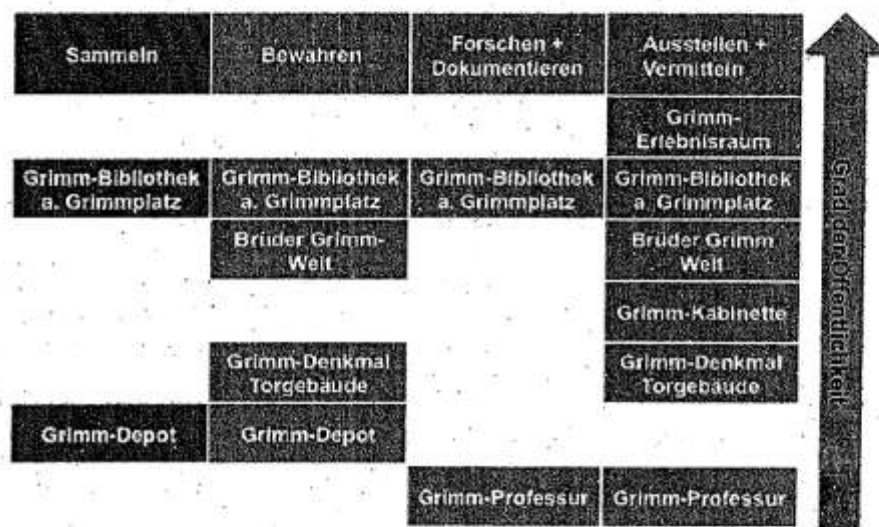 Sammeln
Bewahren
Forschen +
Dokumentieren
Ausstellen +
Vermitteln
Grimm-
Erlebnisraum
Grimm-Bibliothek
a. Grimmplatz
Grimm-Bibliothek
a. Grimmplatz
Grimm-Bibliothek
a. Grimmplatz
Grimm-Bibliothek
a. Grimmplatz
Brüder Grimm-
Welt
Brüder Grimm
Welt
Grimm-Kabinette
Grimm-Denkmal
Torgebäude
Grimm-Denkmal
Torgebäude
Grimm-Depot
Grimm-Depot
Grimm-Professur
Grimm-Professur
Grad der Öffentlichkeit